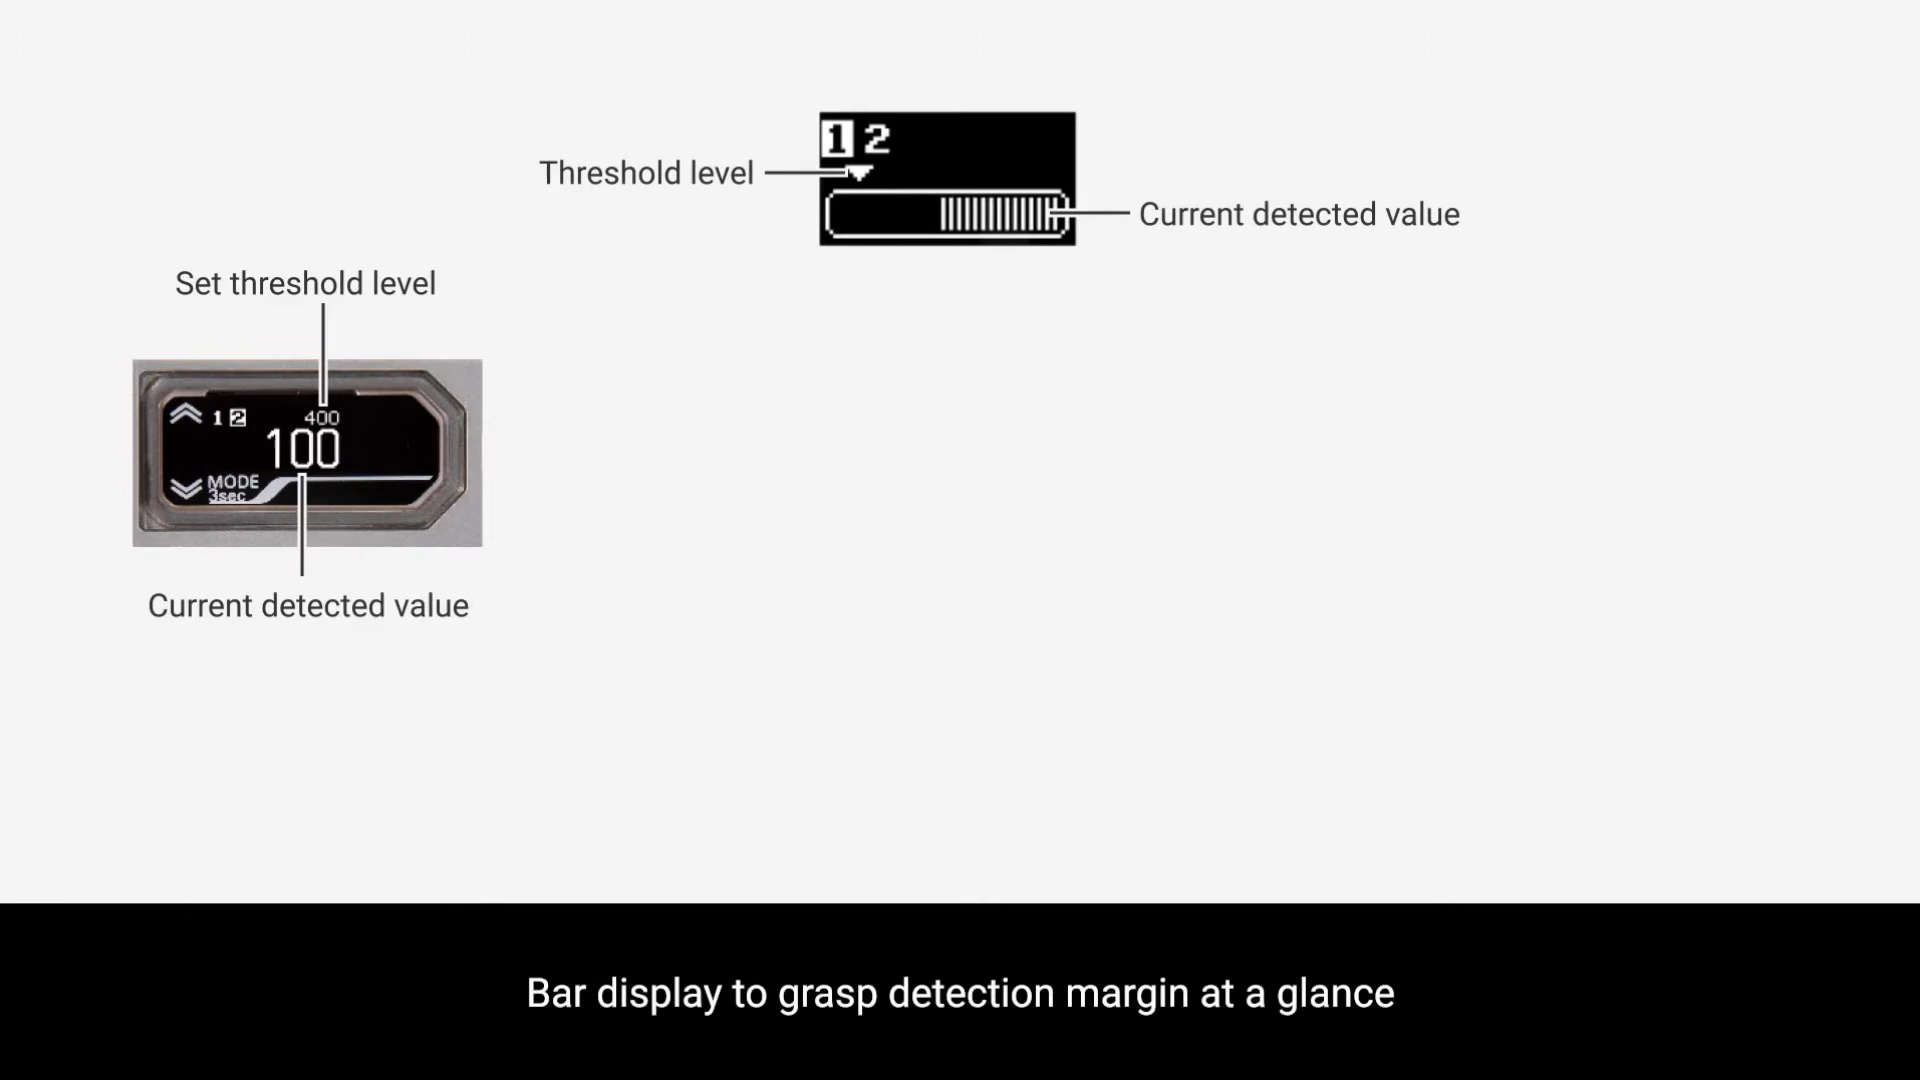 1 2
Threshold level
Current detected value
Set threshold level
1 2 400
100
MODE
3sec
Current detected value
Bar display to grasp detection margin at a glance